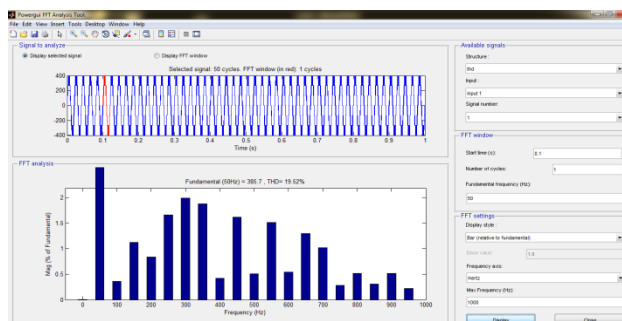 Powergui FFT Analysis Tool.
File Edit View Insert Tools Desktop Window Help
Signal to analyze
Display selected signal
Display FFT window
Selected signal: 50 cycles. FFT window (in red): 1 cycles
400
200
0
-200
-400
0 0.1 0.2 0.3 0.4 0.5 0.6 0.7 0.8 0.9 1
Time (s)
FFT analysis
Fundamental (50Hz) = 385.7 , THD= 19.52%
2
1.5
1
0.5
0
Mag (% of Fundamental)
0 100 200 300 400 500 600 700 800 900 1000
Frequency (Hz)
Available signals
Structure :
thd
Input :
input 1
Signal number:
1
FFT window
Start time (s): 0.1
Number of cycles: 1
Fundamental frequency (Hz):
50
FFT settings
Display style :
Bar (relative to fundamental)
Base value: 1.0
Frequency axis:
Hertz
Max Frequency (Hz):
1000
Display
Close